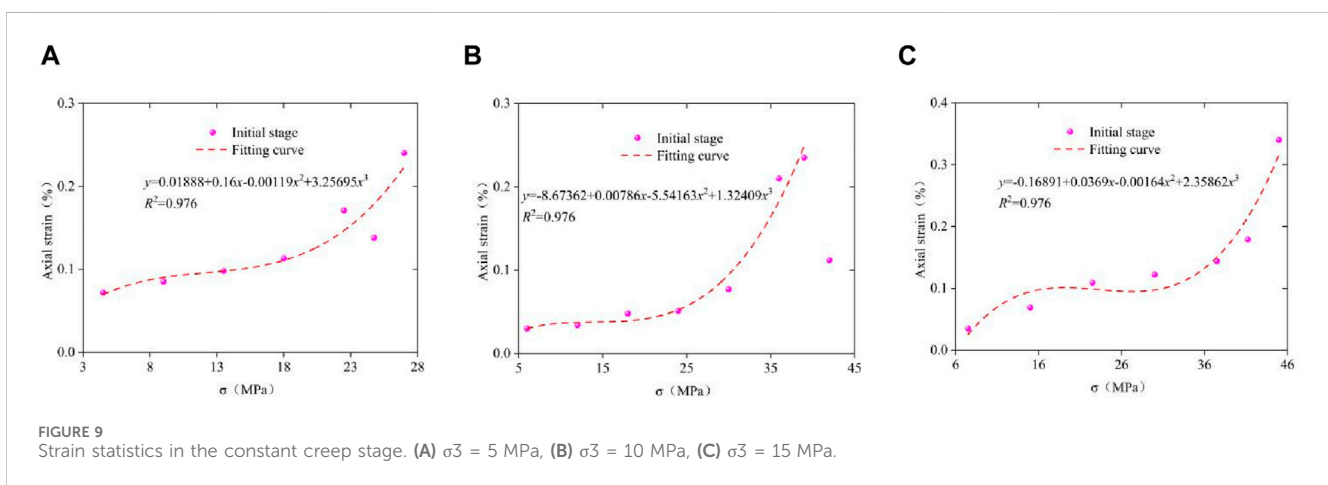 A
0.3
0.2
0.1
0.0
Axial strain（%）
Initial stage
Fitting curve
y=0.01888+0.16x-0.00119x²+3.25695x³
R²=0.976
3 8 13 18 23 28
σ（MPa）
B
0.3
0.2
0.1
0.0
Axial strain（%）
Initial stage
Fitting curve
y=-8.67362+0.00786x-5.54163x²+1.32409x³
R²=0.976
5 15 25 35 45
σ（MPa）
C
0.4
0.3
0.2
0.1
0.0
Axial strain（%）
Initial stage
Fitting curve
y=-0.16891+0.0369x-0.00164x²+2.35862x³
R²=0.976
6 16 26 36 46
σ（MPa）
FIGURE 9
Strain statistics in the constant creep stage. (A) σ3 = 5 MPa, (B) σ3 = 10 MPa, (C) σ3 = 15 MPa.